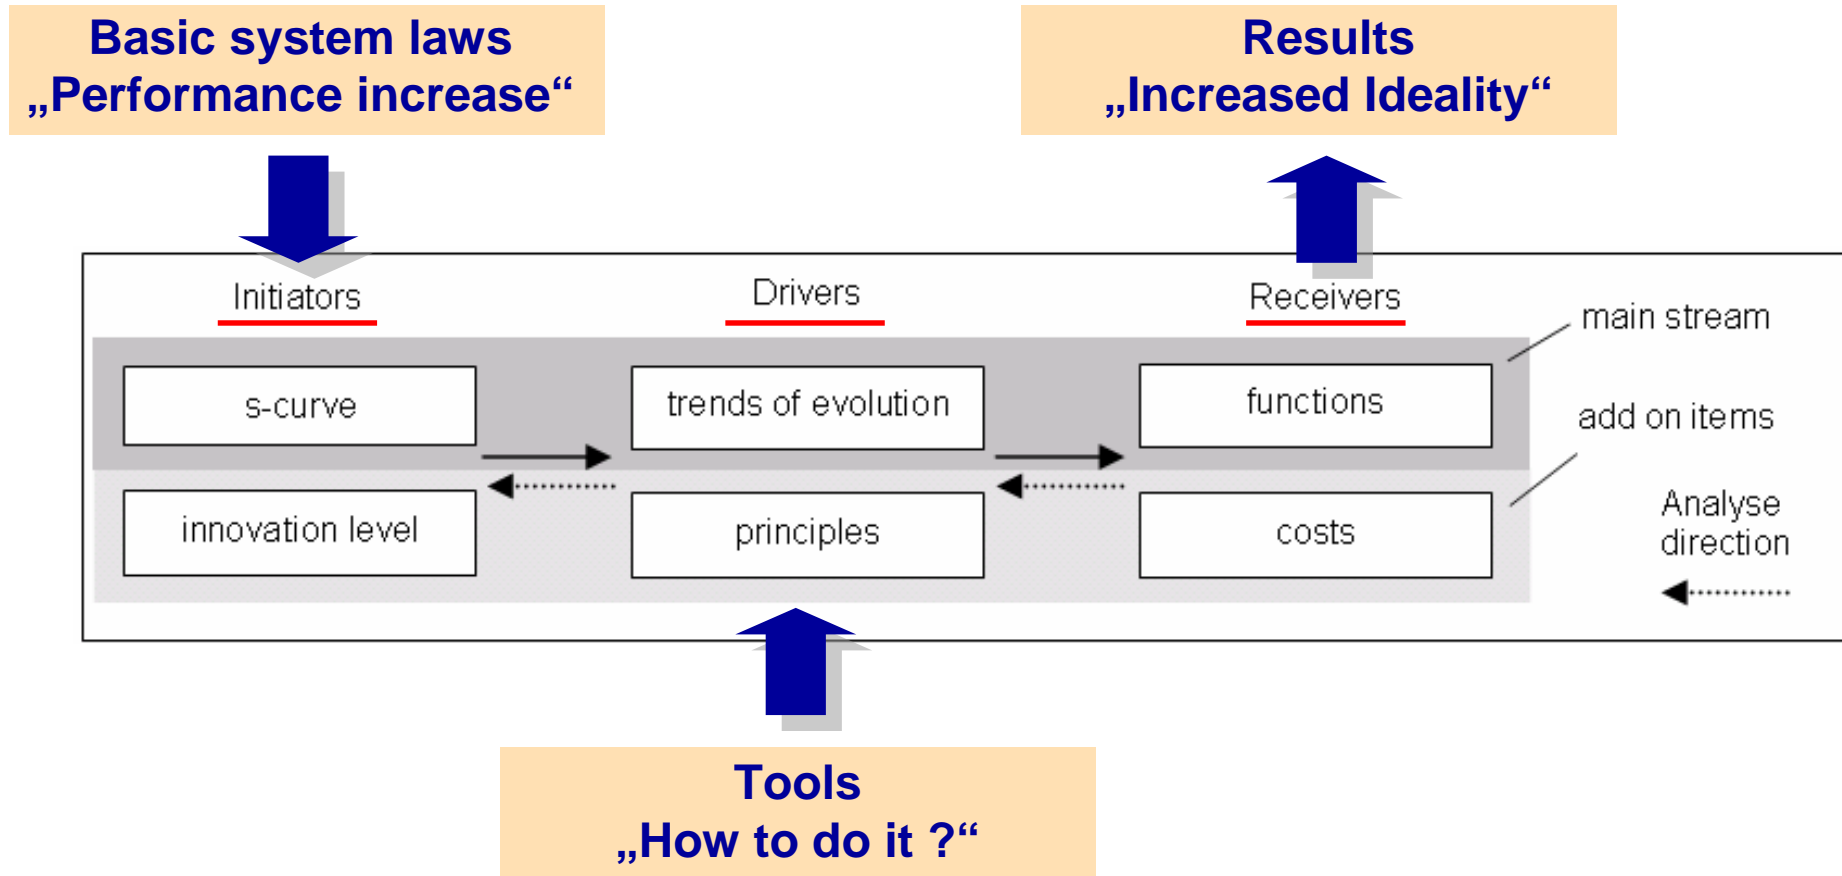 Basic system laws
„Performance increase“
Results
„Increased Ideality“
Initiators
Drivers
Receivers
main stream
s-curve
trends of evolution
functions
add on items
innovation level
principles
costs
Analyse
direction
Tools
„How to do it ?“